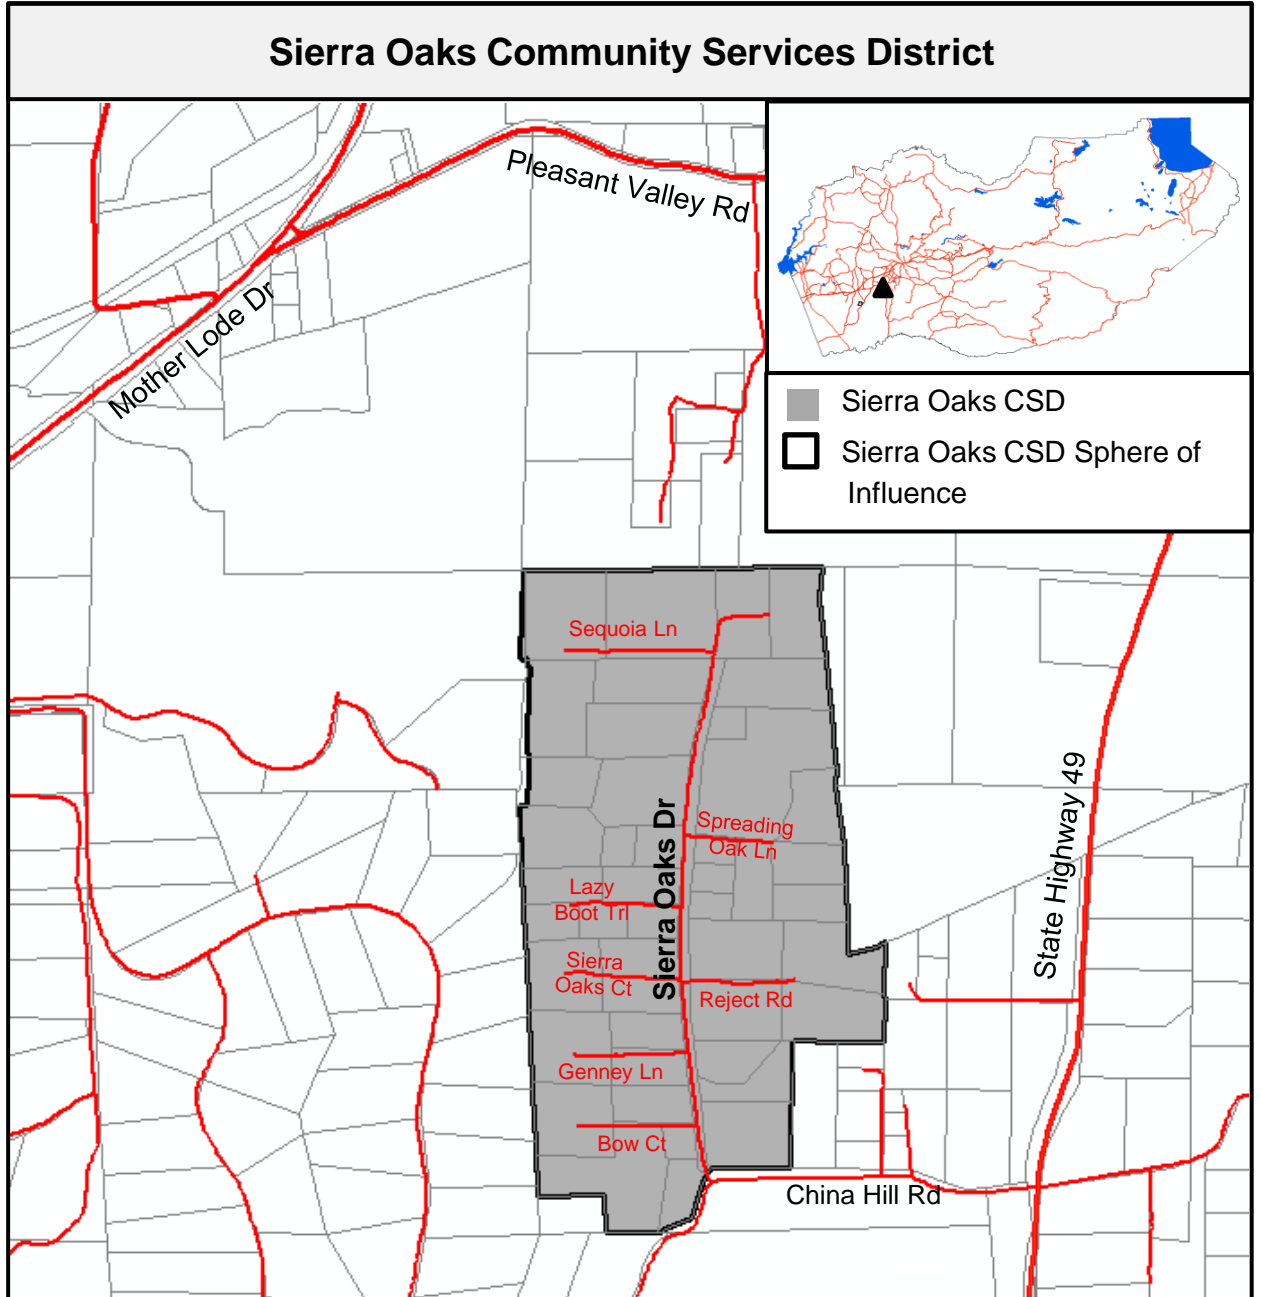 Sierra Oaks Community Services District
Pleasant Valley Rd
Mother Lode Dr
Sierra Oaks CSD
Sierra Oaks CSD Sphere of
Influence
Sequoia Ln
State Highway 49
Sierra Oaks Dr
Spreading
Oak Ln
Lazy
Boot Trl
Sierra
Oaks Ct
Reject Rd
Genney Ln
Bow Ct
China Hill Rd